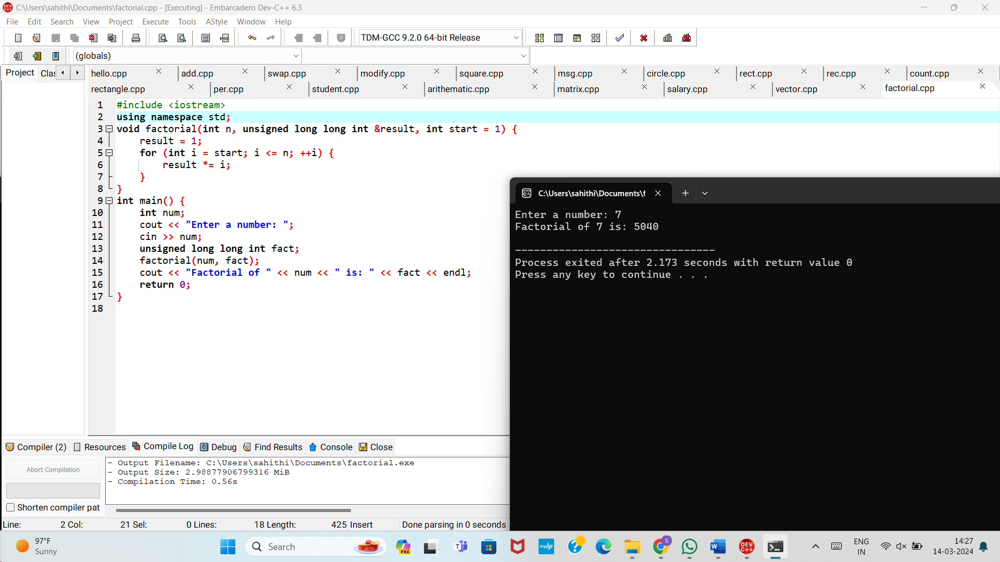 C:\Users\sahithi\Documents\factorial.cpp - [Executing] - Embarcadero Dev-C++ 6.3
File Edit Search View Project Execute Tools AStyle Window Help
TDM-GCC 9.2.0 64-bit Release
(globals)
Project Clas
hello.cpp add.cpp swap.cpp modify.cpp square.cpp msg.cpp circle.cpp rect.cpp rec.cpp count.cpp
rectangle.cpp per.cpp student.cpp arithematic.cpp matrix.cpp salary.cpp vector.cpp factorial.cpp
1 #include <iostream>
2 using namespace std;
3 void factorial(int n, unsigned long long int &result, int start = 1) {
4 result = 1;
5 for (int i = start; i <= n; ++i) {
6 result *= i;
7 }
8 }
9 int main() {
10 int num;
11 cout << "Enter a number: ";
12 cin >> num;
13 unsigned long long int fact;
14 factorial(num, fact);
15 cout << "Factorial of " << num << " is: " << fact << endl;
16 return 0;
17 }
18
C:\Users\sahithi\Documents\f
Enter a number: 7
Factorial of 7 is: 5040
--------------------------------
Process exited after 2.173 seconds with return value 0
Press any key to continue . . .
Compiler (2) Resources Compile Log Debug Find Results Console Close
Abort Compilation
Shorten compiler pat
- Output Filename: C:\Users\sahithi\Documents\factorial.exe
- Output Size: 2.98877906799316 MiB
- Compilation Time: 0.56s
Line: 2 Col: 21 Sel: 0 Lines: 18 Length: 425 Insert Done parsing in 0 seconds
97°F
Sunny
Search
PRE
myhp
S
DEV
C++
ENG
IN
14:27
14-03-2024